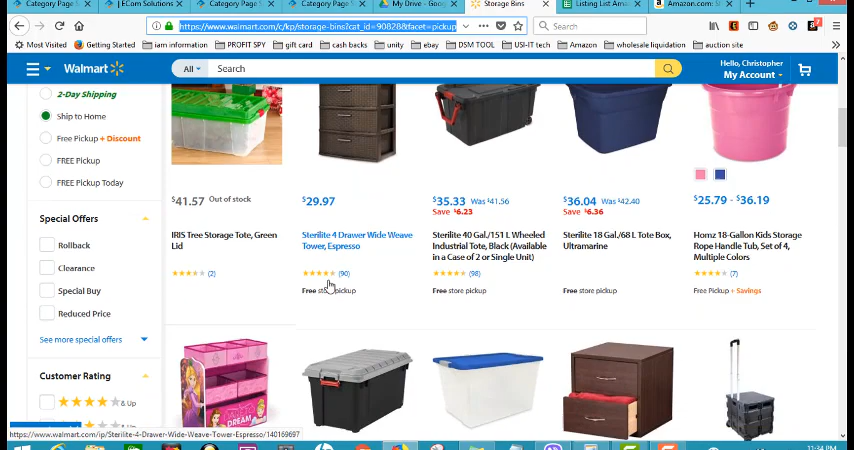 Category Page S
| ECom Solutions
Category Page S
Category Page S
My Drive - Goog
Storage Bins
Listing List Ama
Amazon.com: S
https://www.walmart.com/c/kp/storage-bins?cat_id=90828&facet=pickup
Search
Most Visited
Getting Started
iam information
PROFIT SPY
gift card
cash backs
unity
ebay
DSM TOOL
USI-IT tech
Amazon
wholesale liquidation
auction site
Walmart
All
Search
Hello, Christopher
My Account
2-Day Shipping
Ship to Home
Free Pickup + Discount
FREE Pickup
FREE Pickup Today
Special Offers
Rollback
Clearance
Special Buy
Reduced Price
See more special offers
Customer Rating
& Up
& Up
$41.57 Out of stock
IRIS Tree Storage Tote, Green
Lid
(2)
$29.97
Sterilite 4 Drawer Wide Weave
Tower, Espresso
(90)
Free store pickup
$35.33 Was $41.56
Save $6.23
Sterilite 40 Gal./151 L Wheeled
Industrial Tote, Black (Available
in a Case of 2 or Single Unit)
(98)
Free store pickup
$36.04 Was $42.40
Save $6.36
Sterilite 18 Gal./68 L Tote Box,
Ultramarine
Free store pickup
$25.79 - $36.19
Homz 18-Gallon Kids Storage
Rope Handle Tub, Set of 4,
Multiple Colors
(7)
Free Pickup + Savings
DREAM
https://www.walmart.com/ip/Sterilite-4-Drawer-Wide-Weave-Tower-Espresso/140169697
11:34 PM